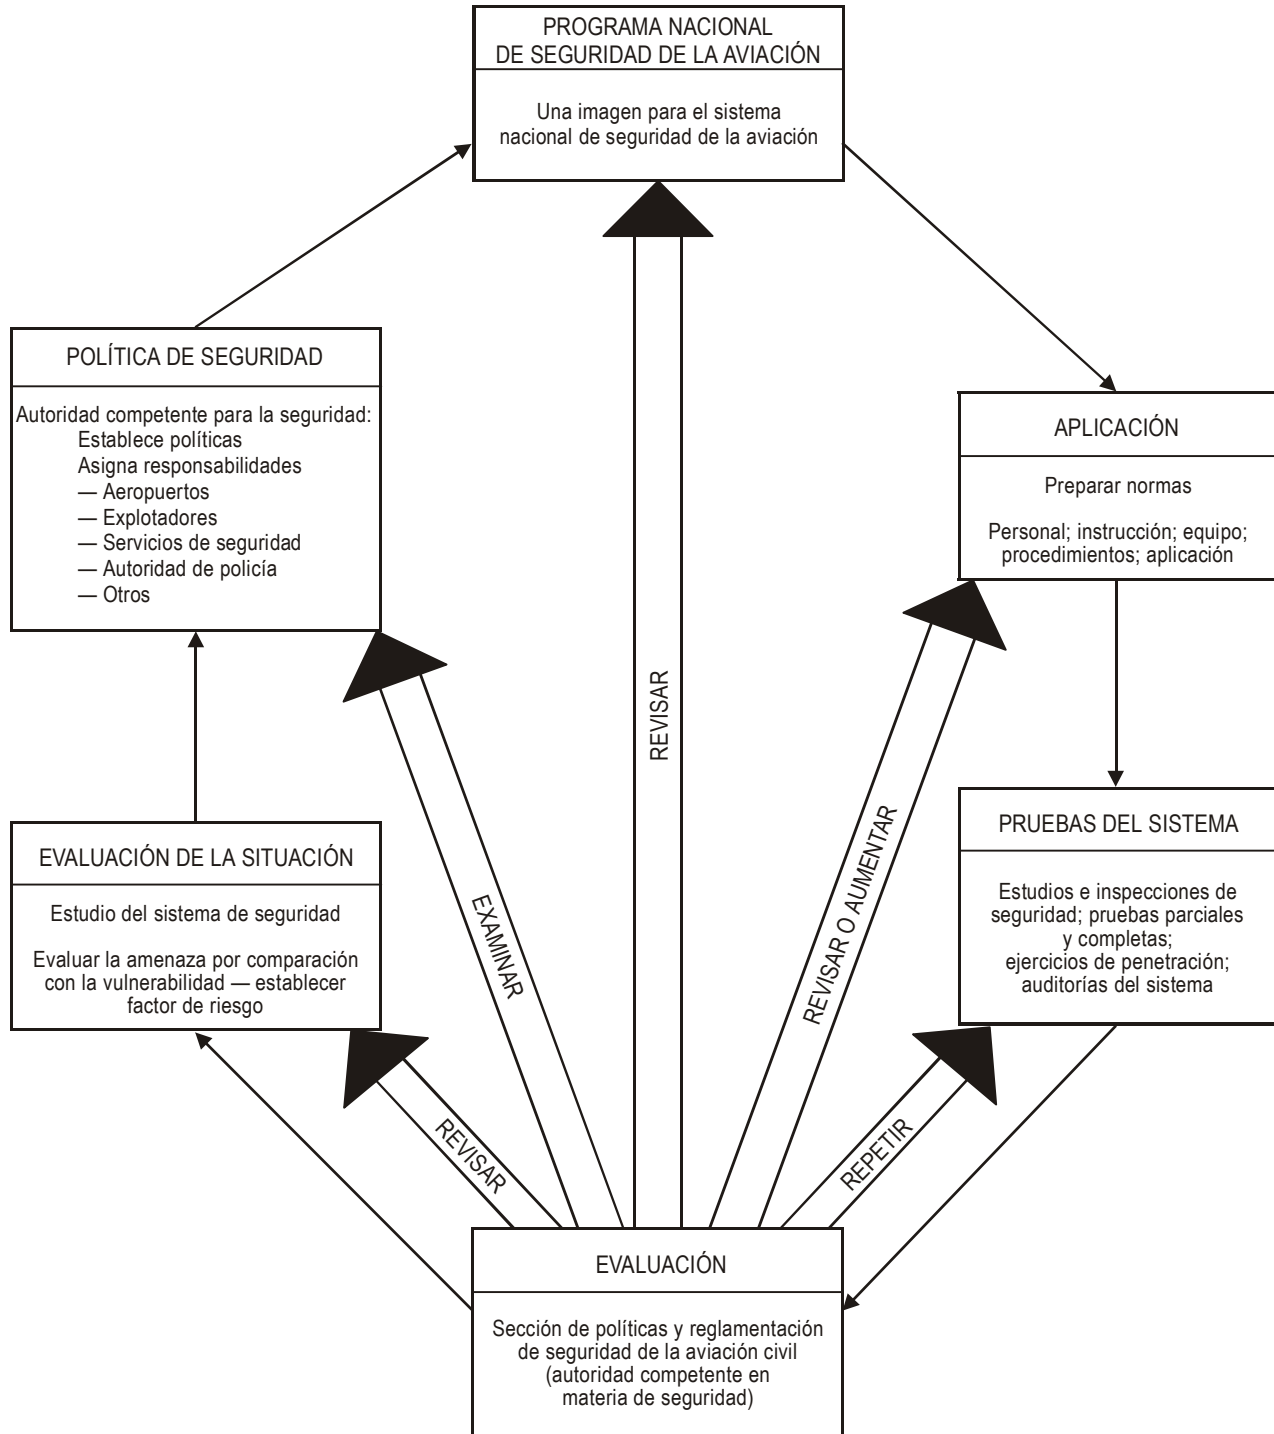 PROGRAMA NACIONAL
DE SEGURIDAD DE LA AVIACIÓN
Una imagen para el sistema
nacional de seguridad de la aviación
POLÍTICA DE SEGURIDAD
Autoridad competente para la seguridad:
Establece políticas
Asigna responsabilidades
— Aeropuertos
— Explotadores
— Servicios de seguridad
— Autoridad de policía
— Otros
APLICACIÓN
Preparar normas
Personal; instrucción; equipo;
procedimientos; aplicación
REVISAR
EVALUACIÓN DE LA SITUACIÓN
Estudio del sistema de seguridad
Evaluar la amenaza por comparación
con la vulnerabilidad — establecer
factor de riesgo
EXAMINAR
REVISAR O AUMENTAR
PRUEBAS DEL SISTEMA
Estudios e inspecciones de
seguridad; pruebas parciales
y completas;
ejercicios de penetración;
auditorías del sistema
REVISAR
REPETIR
EVALUACIÓN
Sección de políticas y reglamentación
de seguridad de la aviación civil
(autoridad competente en
materia de seguridad)